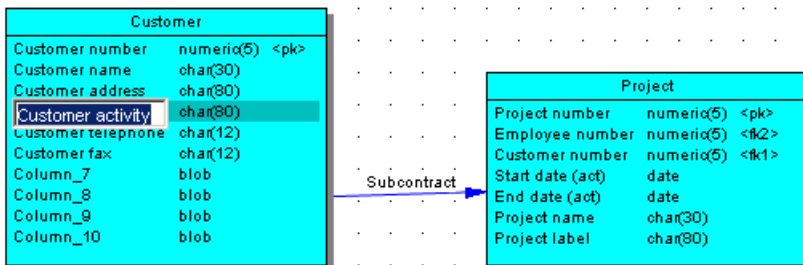 Customer
Customer number numeric(5) <pk>
Customer name char(30)
Customer address char(80)
Customer activity char(80)
Customer telephone char(12)
Customer fax char(12)
Column_7 blob
Column_8 blob
Column_9 blob
Column_10 blob
Subcontract
Project
Project number numeric(5) <pk>
Employee number numeric(5) <fk2>
Customer number numeric(5) <fk1>
Start date (act) date
End date (act) date
Project name char(30)
Project label char(80)